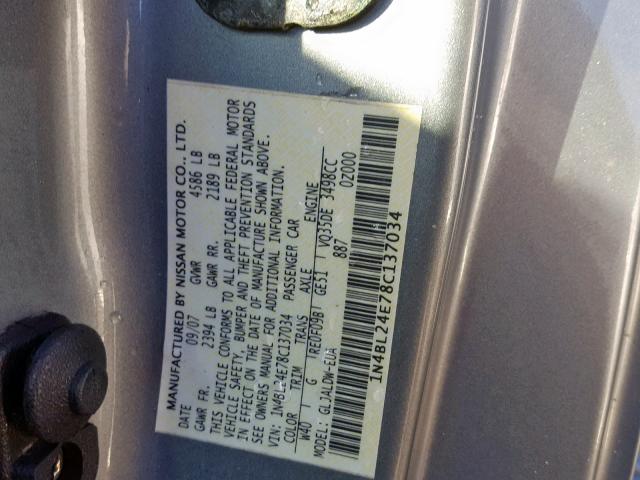 MANUFACTURED BY NISSAN MOTOR CO., LTD.
DATE 09/07 GVWR 4586 LB
GAWR FR. 2394 LB GAWR RR. 2189 LB
THIS VEHICLE CONFORMS TO ALL APPLICABLE FEDERAL MOTOR
VEHICLE SAFETY, BUMPER AND THEFT PREVENTION STANDARDS
IN EFFECT ON THE DATE OF MANUFACTURE SHOWN ABOVE.
SEE OWNERS MANUAL FOR ADDITIONAL INFORMATION.
VIN: 1N4BL24E78C137034 PASSENGER CAR
COLOR TRIM TRANS AXLE ENGINE
W40 G RE0F09B GE51 VQ35DE 3498CC
MODEL: GL1ALDW-EUA 887 02000
1N4BL24E78C137034